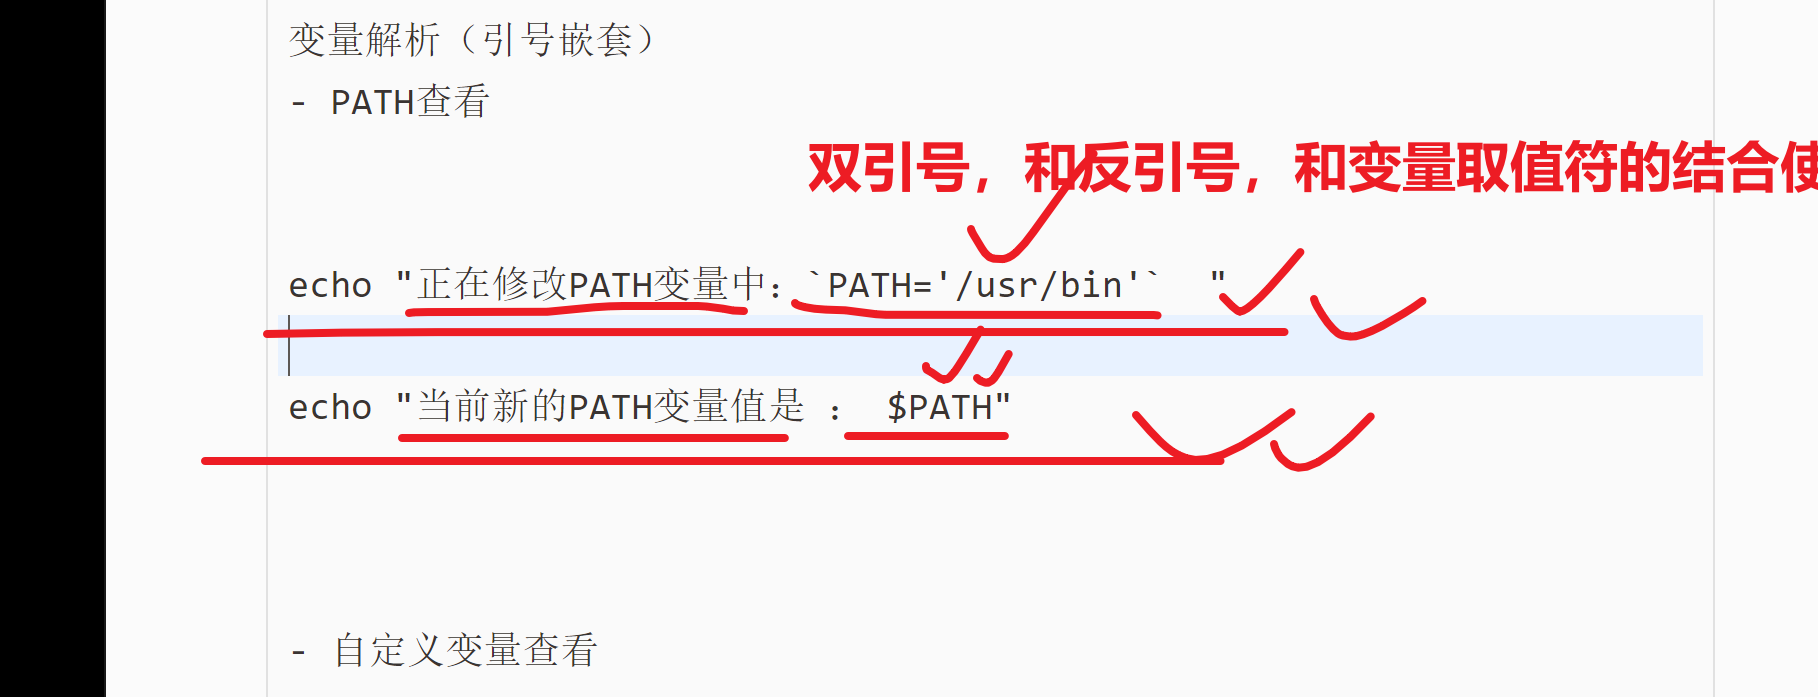 变量解析（引号嵌套）
- PATH查看
双引号，和反引号，和变量取值符的结合使
echo "正在修改PATH变量中：`PATH='/usr/bin'`  "
echo "当前新的PATH变量值是 ： $PATH"
- 自定义变量查看